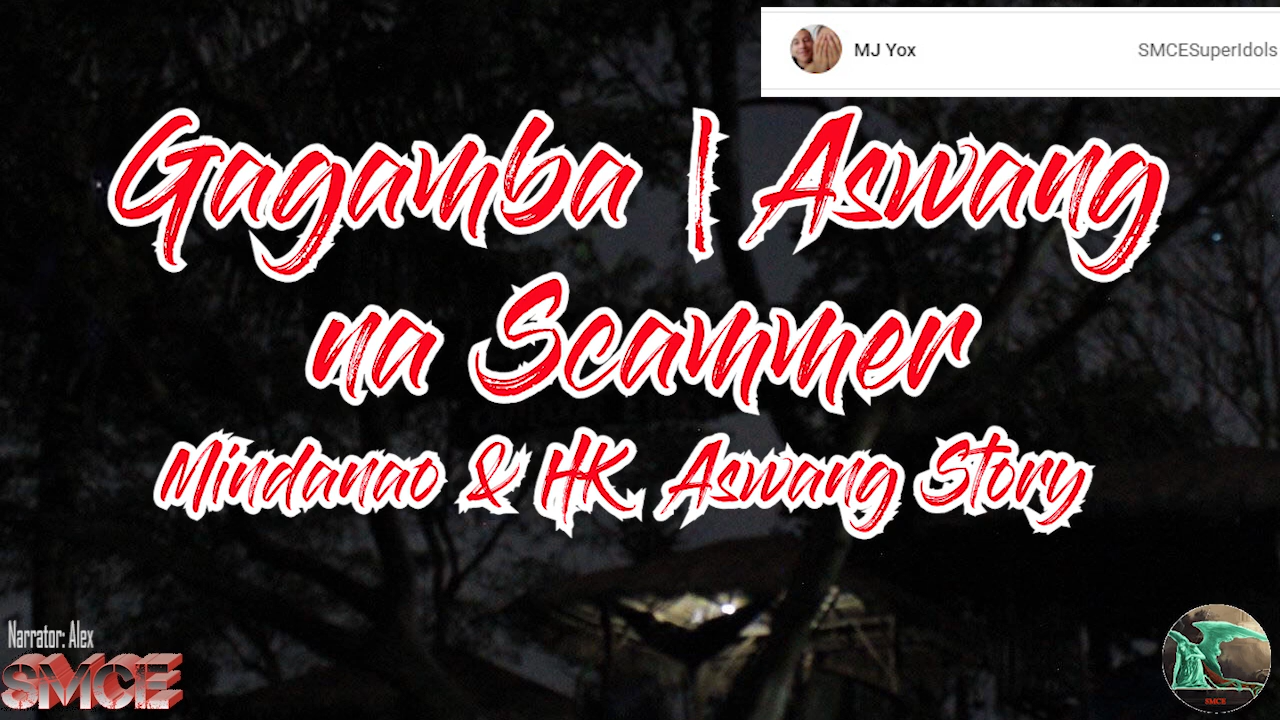 MJ Yox SMCESuperIdols
Gagamba | Aswang
na Scammer
Mindanao & HK Aswang Story
Narrator: Alex
SMCE
SMCE